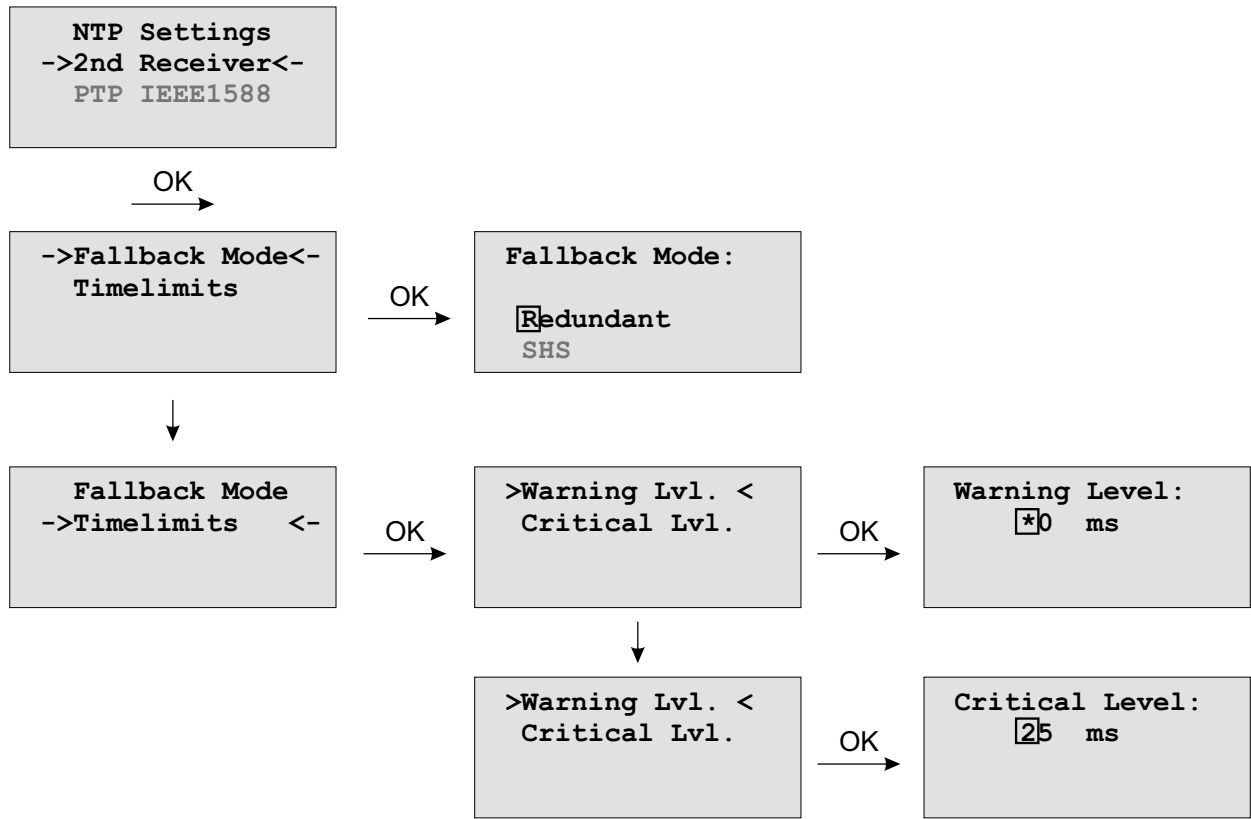 NTP Settings
->2nd Receiver<-
PTP IEEE1588
OK
->Fallback Mode<-
Timelimits
OK
Fallback Mode:
Redundant
SHS
Fallback Mode
->Timelimits <-
OK
>Warning Lvl. <
Critical Lvl.
OK
Warning Level:
*0 ms
>Warning Lvl. <
Critical Lvl.
OK
Critical Level:
25 ms